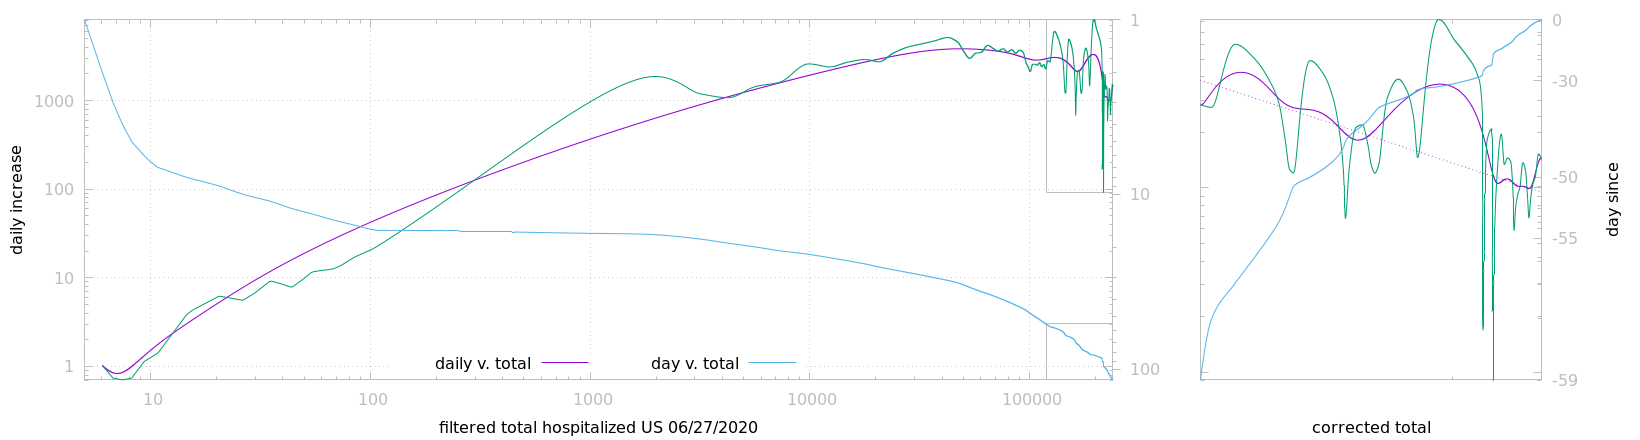 daily increase
1000
100
10
1
10
100
1000
10000
100000
1
10
100
daily v. total
day v. total
filtered total hospitalized US 06/27/2020
0
-30
-50
-55
-59
day since
corrected total